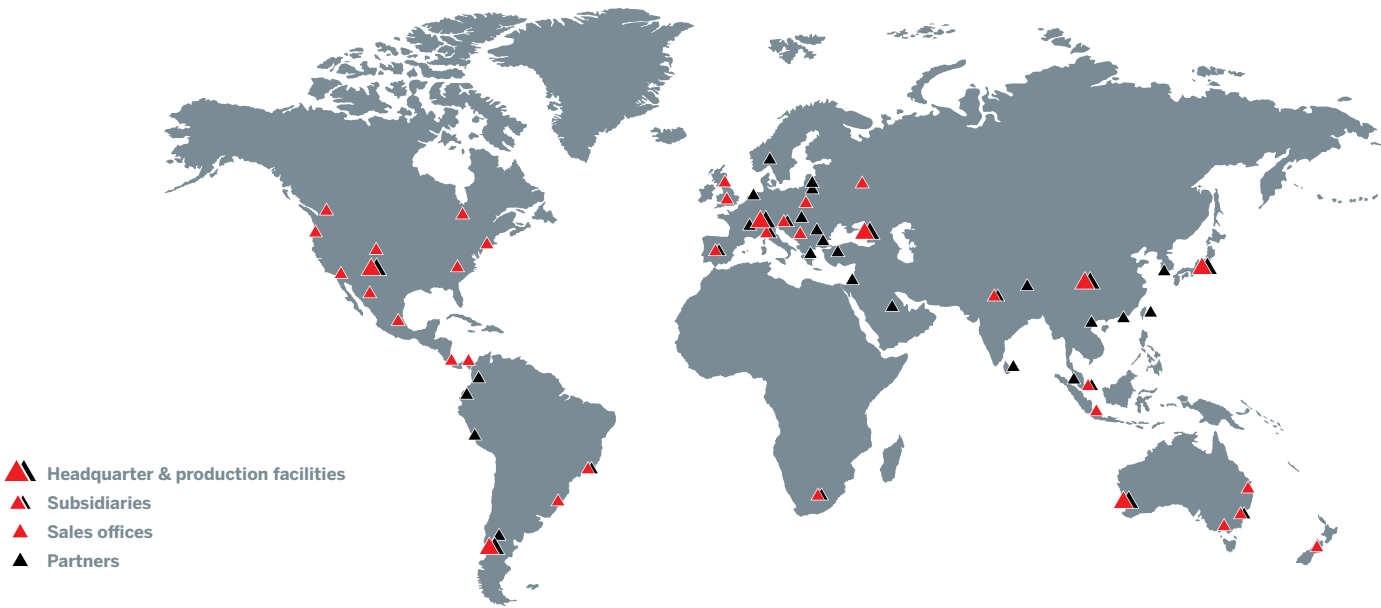 Headquarter & production facilities
Subsidiaries
Sales offices
Partners